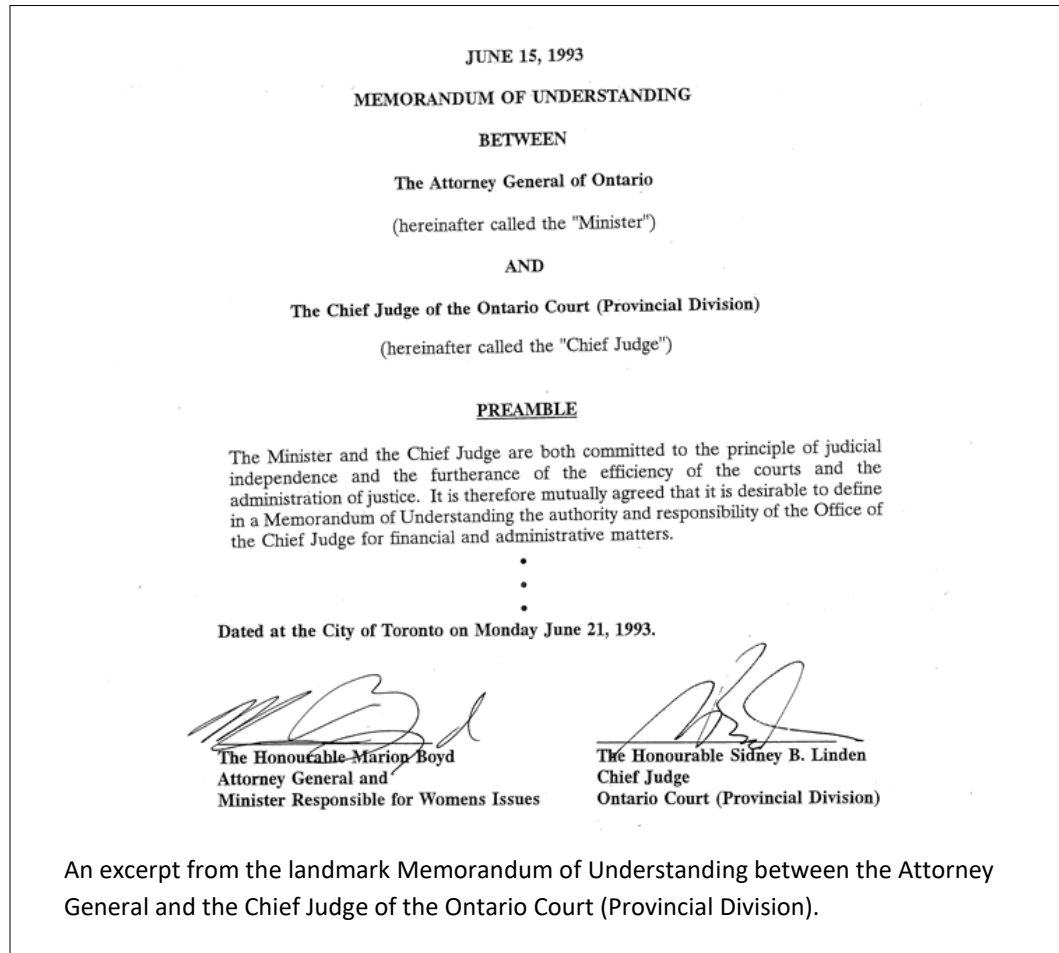 JUNE 15, 1993
MEMORANDUM OF UNDERSTANDING
BETWEEN
The Attorney General of Ontario
(hereinafter called the "Minister")
AND
The Chief Judge of the Ontario Court (Provincial Division)
(hereinafter called the "Chief Judge")
PREAMBLE
The Minister and the Chief Judge are both committed to the principle of judicial
independence and the furtherance of the efficiency of the courts and the
administration of justice. It is therefore mutually agreed that it is desirable to define
in a Memorandum of Understanding the authority and responsibility of the Office of
the Chief Judge for financial and administrative matters.
•
•
•
Dated at the City of Toronto on Monday June 21, 1993.
The Honourable Marion Boyd
Attorney General and
Minister Responsible for Womens Issues
The Honourable Sidney B. Linden
Chief Judge
Ontario Court (Provincial Division)
An excerpt from the landmark Memorandum of Understanding between the Attorney
General and the Chief Judge of the Ontario Court (Provincial Division).